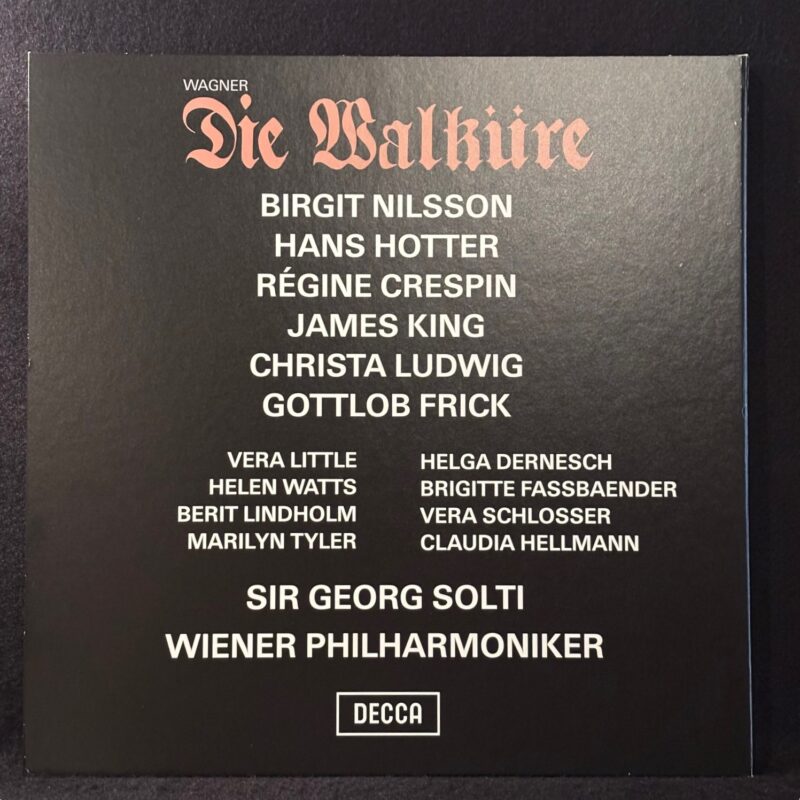 WAGNER
Die Walküre
BIRGIT NILSSON
HANS HOTTER
RÉGINE CRESPIN
JAMES KING
CHRISTA LUDWIG
GOTTLOB FRICK
VERA LITTLE
HELEN WATTS
BERIT LINDHOLM
MARILYN TYLER
HELGA DERNESCH
BRIGITTE FASSBAENDER
VERA SCHLOSSER
CLAUDIA HELLMANN
SIR GEORG SOLTI
WIENER PHILHARMONIKER
DECCA